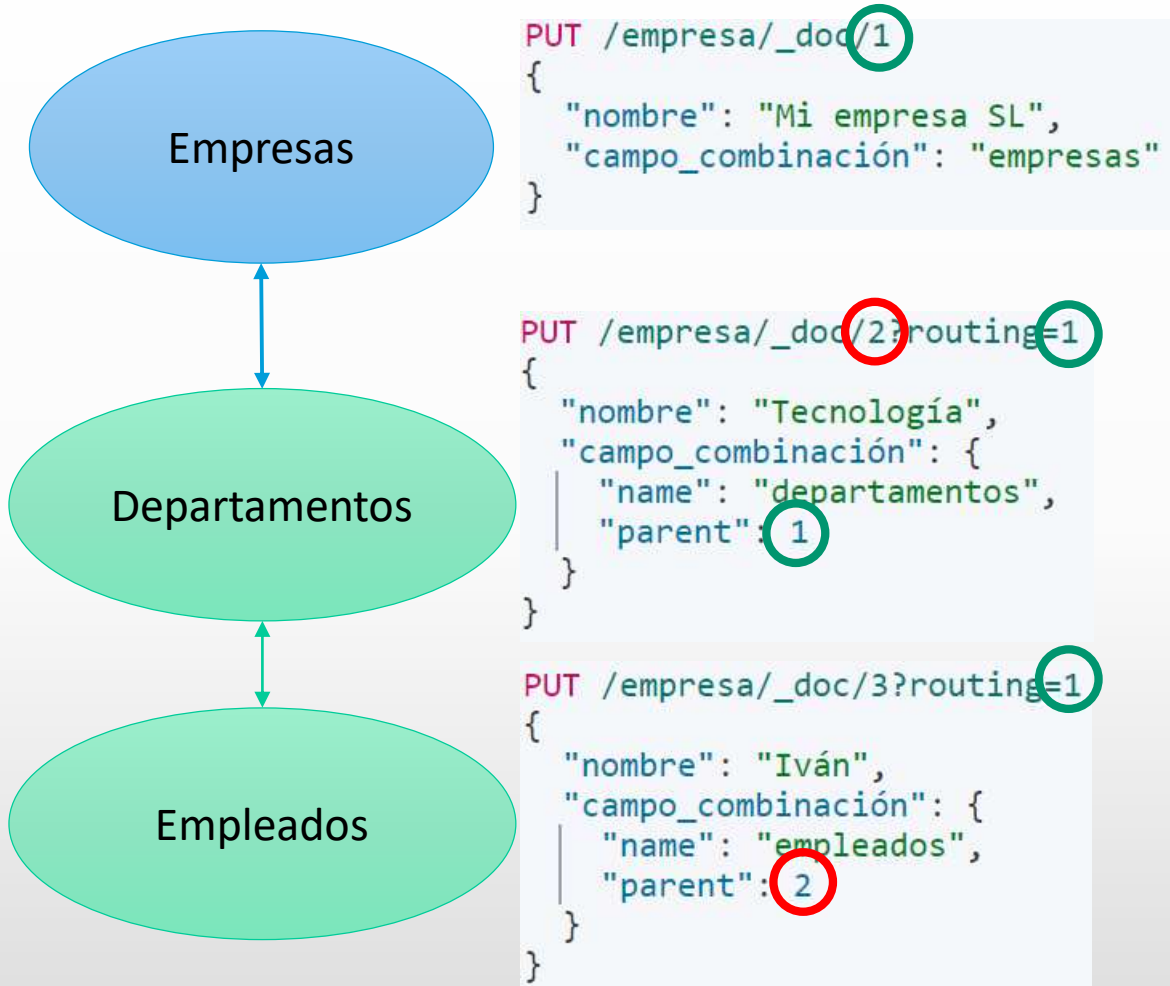 Empresas
PUT /empresa/_doc/1
{
"nombre": "Mi empresa SL",
"campo_combinación": "empresas"
}
Departamentos
PUT /empresa/_doc/2?routing=1
{
"nombre": "Tecnología",
"campo_combinación": {
"name": "departamentos",
"parent": 1
}
}
Empleados
PUT /empresa/_doc/3?routing=1
{
"nombre": "Iván",
"campo_combinación": {
"name": "empleados",
"parent": 2
}
}